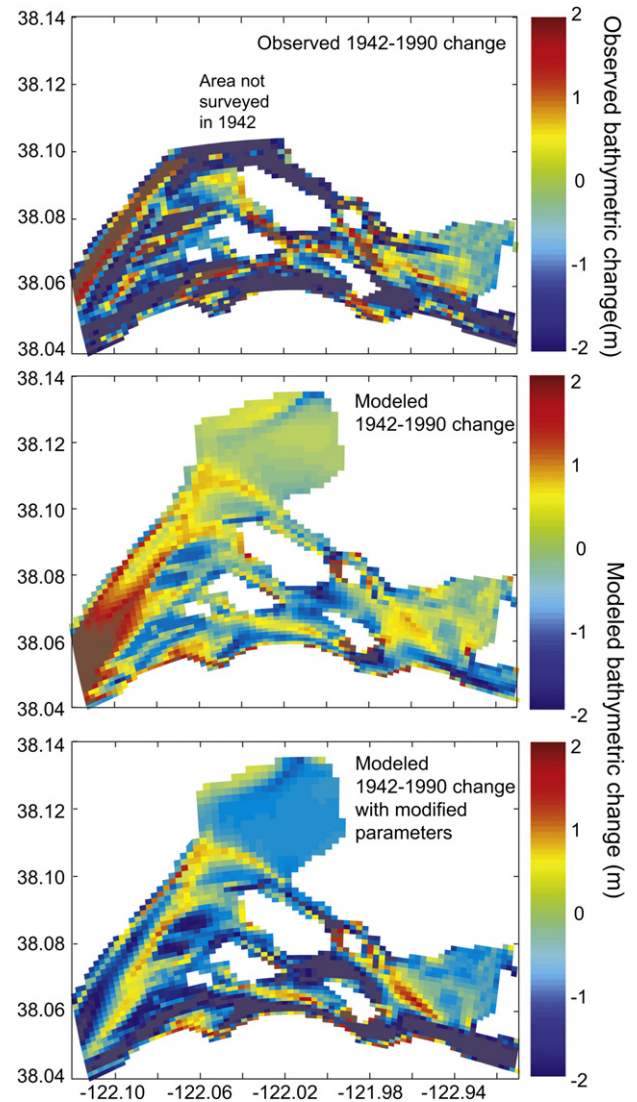 38.14
38.12
38.10
38.08
38.06
38.04
Observed 1942-1990 change
Area not
surveyed
in 1942
2
1
0
-1
-2
Observed bathymetric change(m)
38.14
38.12
38.10
38.08
38.06
38.04
Modeled
1942-1990 change
2
1
0
-1
-2
Modeled bathymetric change (m)
38.14
38.12
38.10
38.08
38.06
38.04
Modeled
1942-1990 change
with modified
parameters
2
1
0
-1
-2
-122.10 -122.06 -122.02 -121.98 -122.94